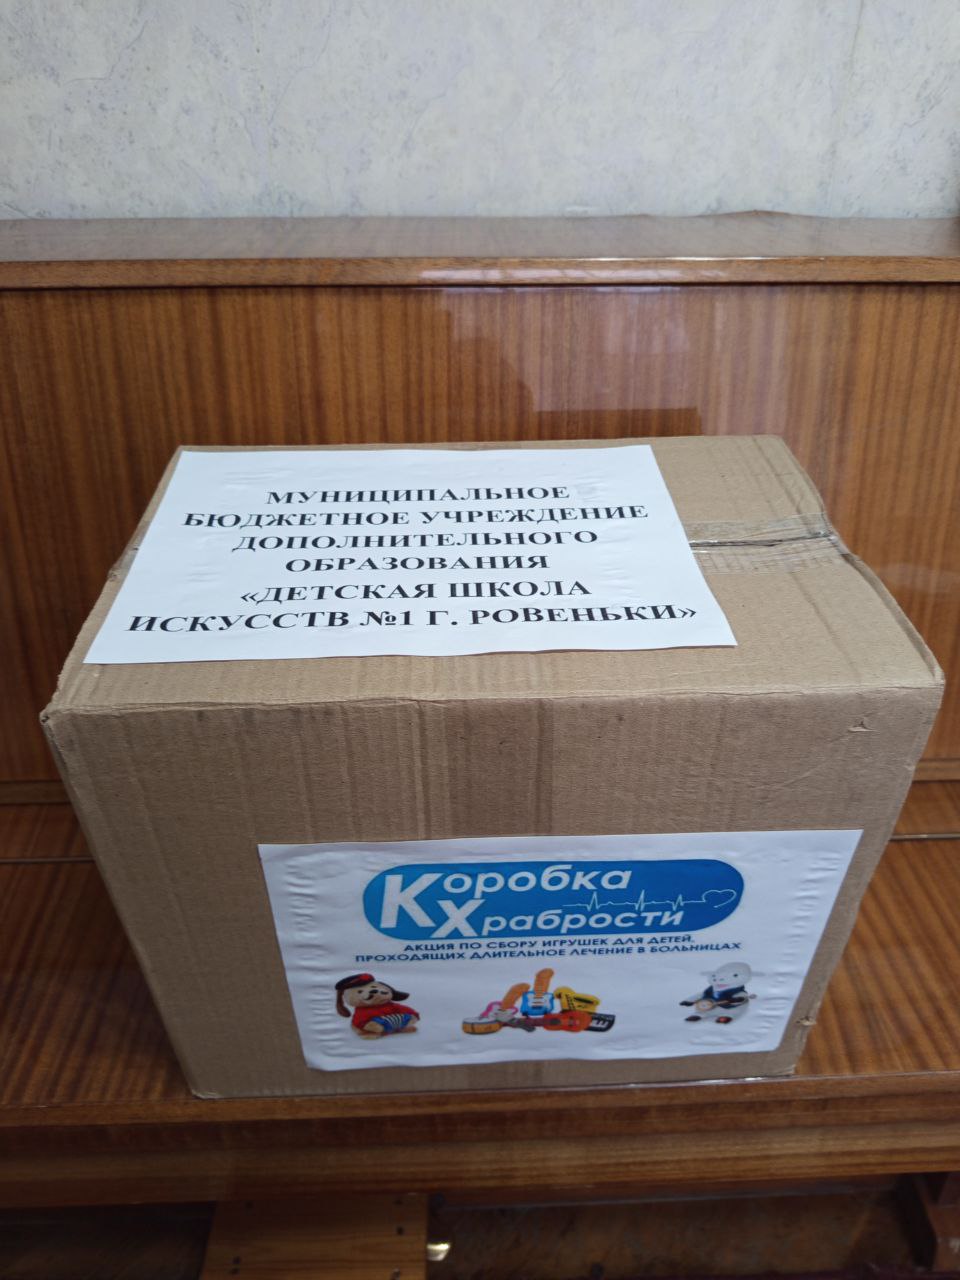 МУНИЦИПАЛЬНОЕ
БЮДЖЕТНОЕ УЧРЕЖДЕНИЕ
ДОПОЛНИТЕЛЬНОГО
ОБРАЗОВАНИЯ
«ДЕТСКАЯ ШКОЛА
ИСКУССТВ №1 Г. РОВЕНЬКИ»
Коробка
Храбрости
АКЦИЯ ПО СБОРУ ИГРУШЕК ДЛЯ ДЕТЕЙ,
ПРОХОДЯЩИХ ДЛИТЕЛЬНОЕ ЛЕЧЕНИЕ В БОЛЬНИЦАХ